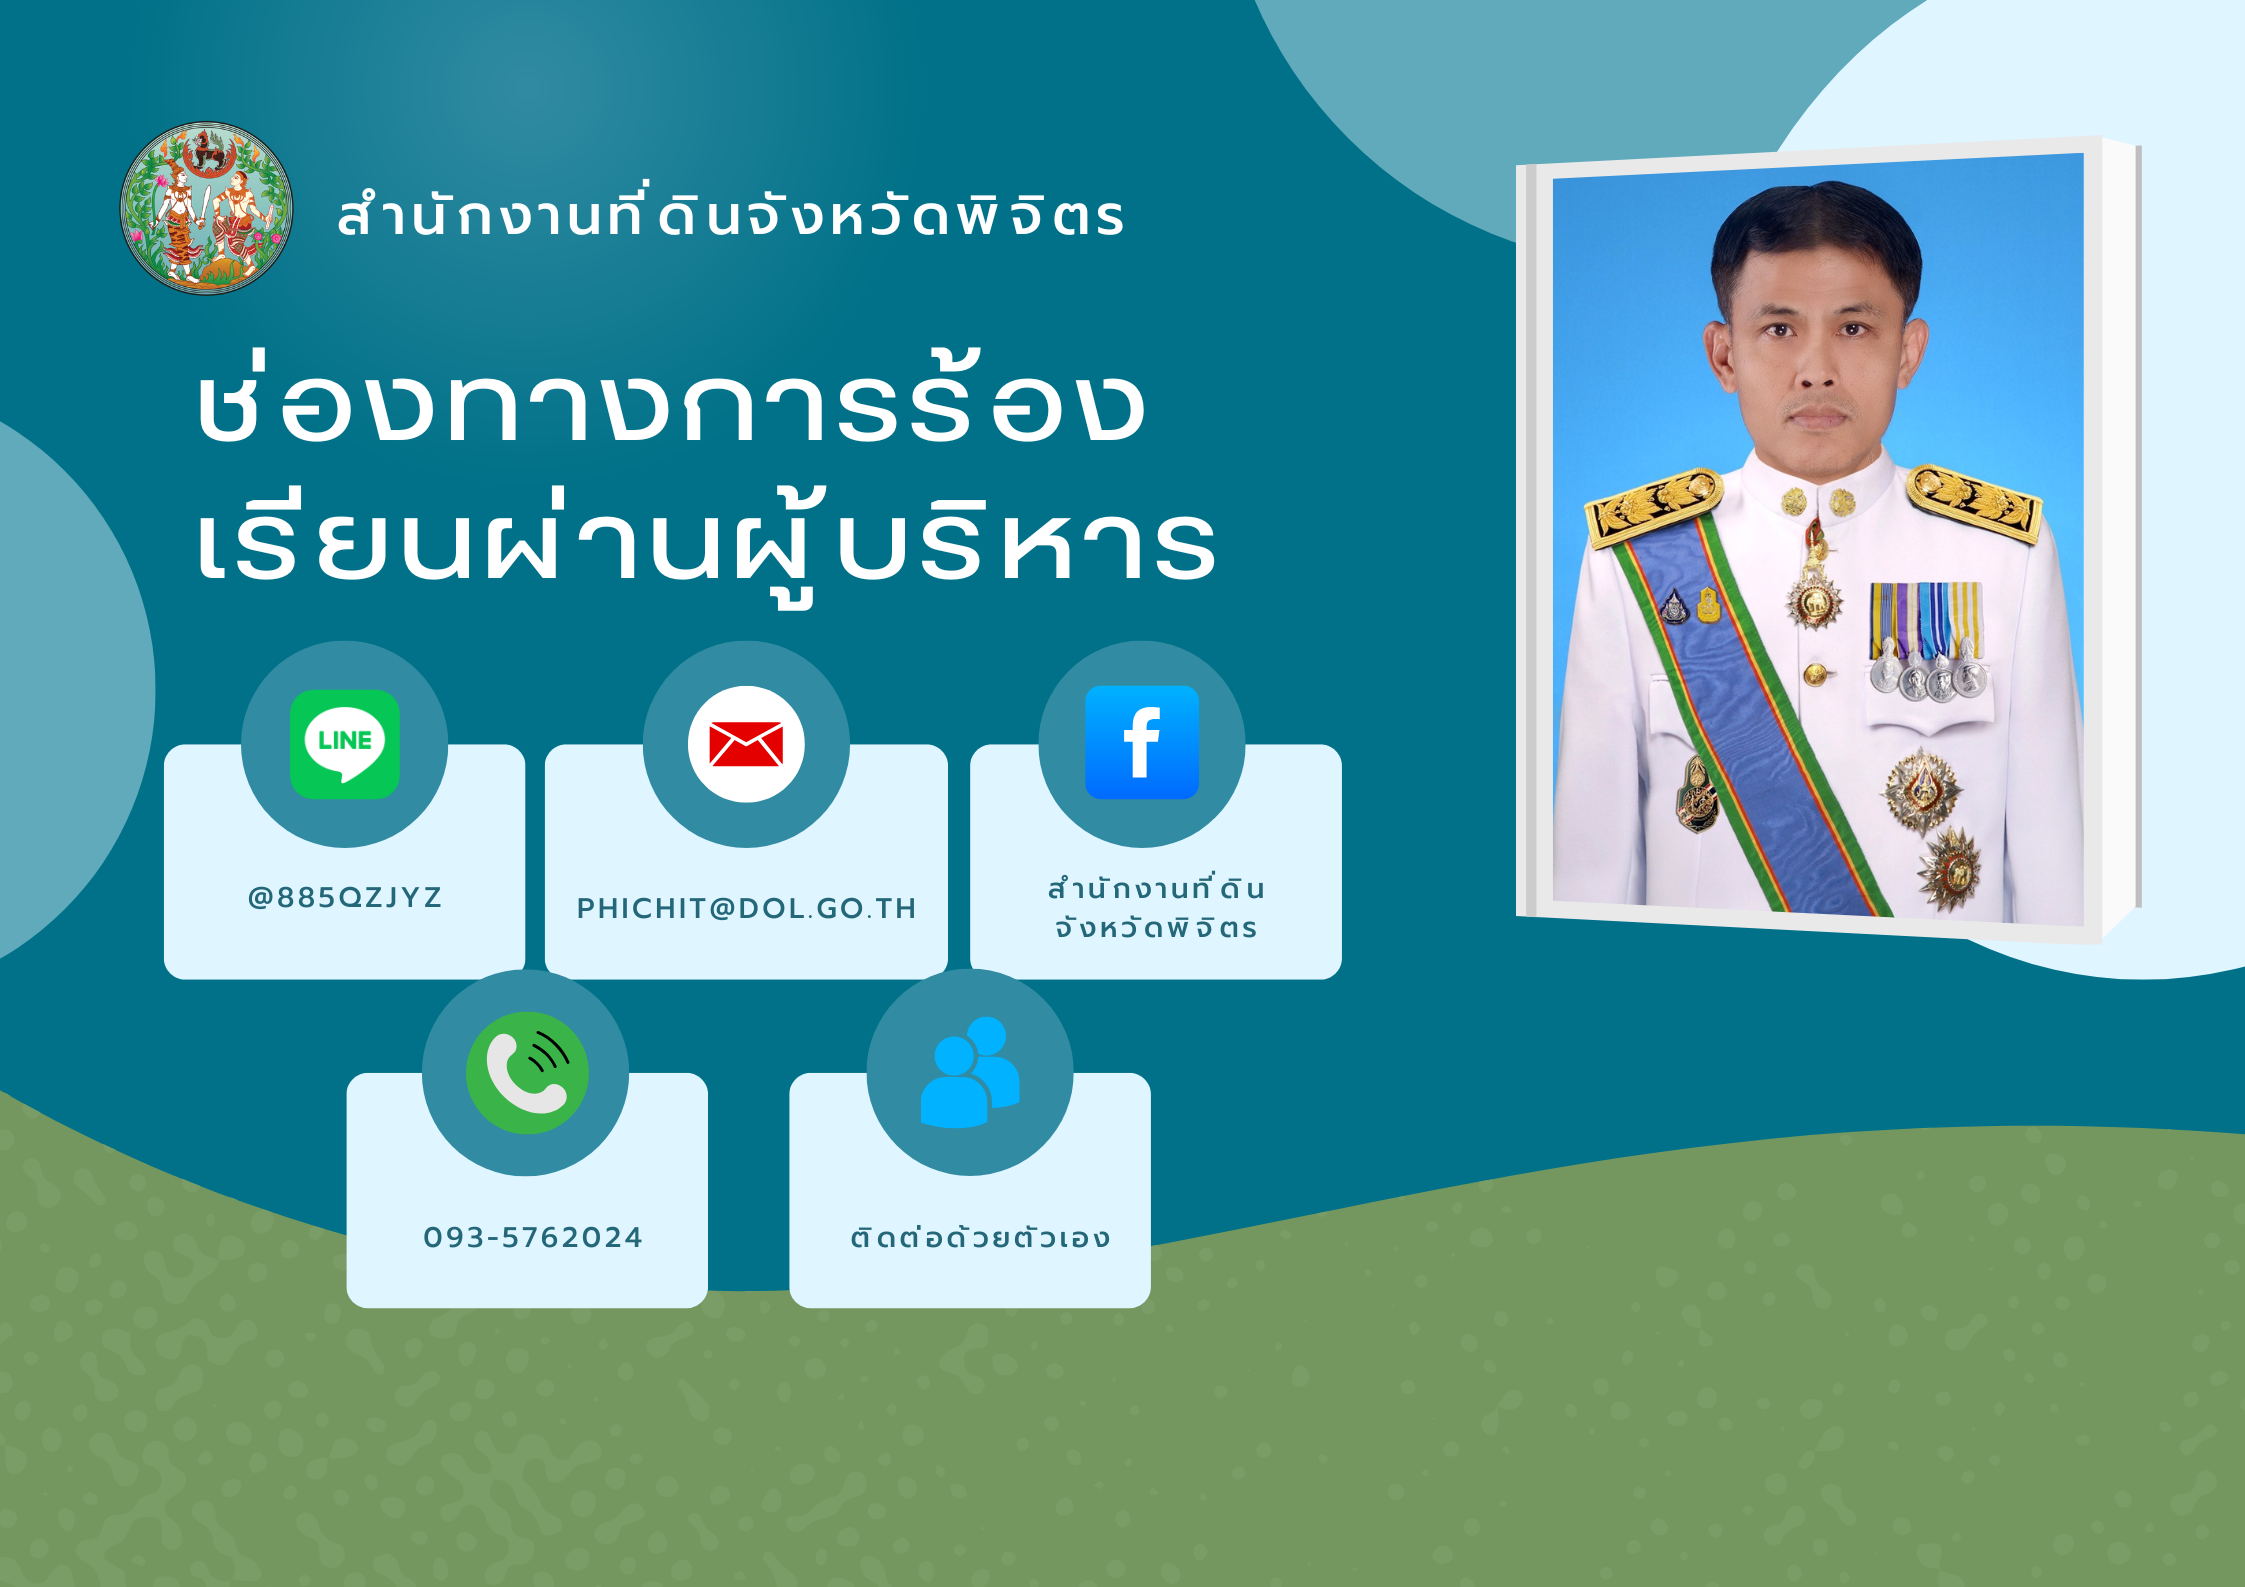 สำนักงานที่ดินจังหวัดพิจิตร
ช่องทางการร้อง
เรียนผ่านผู้บริหาร
LINE
@885QZJYZ
PHICHIT@DOL.GO.TH
สำนักงานที่ดิน
จังหวัดพิจิตร
093-5762024
ติดต่อด้วยตัวเอง